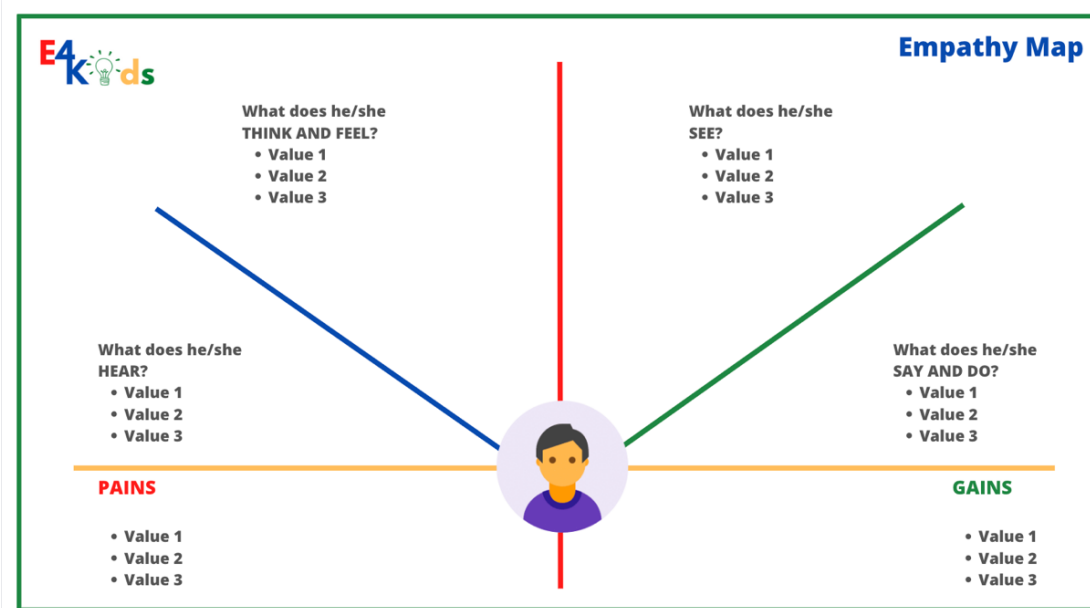 E4
Kids
Empathy Map
What does he/she
THINK AND FEEL?
• Value 1
• Value 2
• Value 3
What does he/she
SEE?
• Value 1
• Value 2
• Value 3
What does he/she
HEAR?
• Value 1
• Value 2
• Value 3
What does he/she
SAY AND DO?
• Value 1
• Value 2
• Value 3
PAINS
• Value 1
• Value 2
• Value 3
GAINS
• Value 1
• Value 2
• Value 3